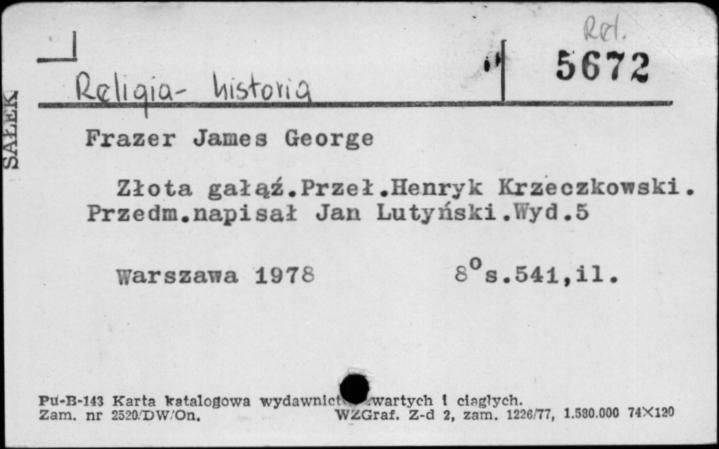 Rel.
5672
Religia- historia
SAŁEK
Frazer James George
Złota gałąź.Przeł.Henryk Krzeczkowski.
Przedm.napisał Jan Lutyński.Wyd.5
Warszawa 1978 8° s.541,il.
Pu-B-143 Karta katalogowa wydawnict wartych i ciągłych.
Zam. nr 2520/DW/On. WZGraf. Z-d 2, zam. 1226/77, 1.580.000 74×120